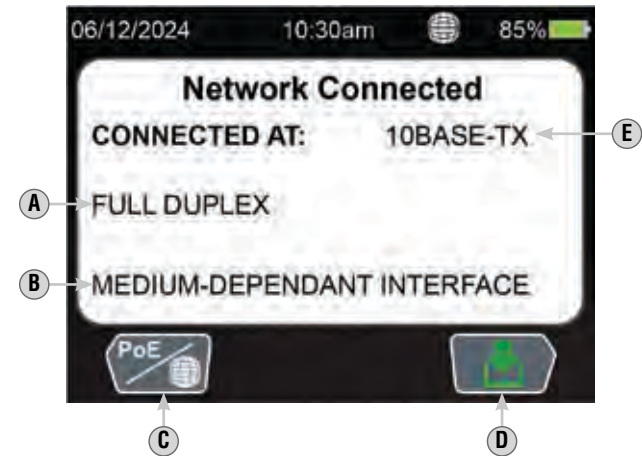 06/12/2024 10:30am 85%
Network Connected
CONNECTED AT: 10BASE-TX
E
A
FULL DUPLEX
B
MEDIUM-DEPENDANT INTERFACE
PoE
C
D